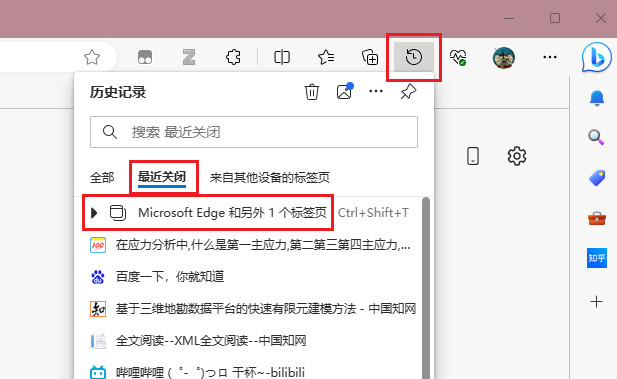 历史记录
搜索 最近关闭
全部 最近关闭 来自其他设备的标签页
Microsoft Edge 和另外 1 个标签页 Ctrl+Shift+T
100 在应力分析中,什么是第一主应力,第二第三第四主应力,...
百度一下，你就知道
知 基于三维地勘数据平台的快速有限元建模方法 - 中国知网
全文阅读--XML全文阅读--中国知网
哔哩哔哩 (゜-゜)つロ 干杯~-bilibili
知乎